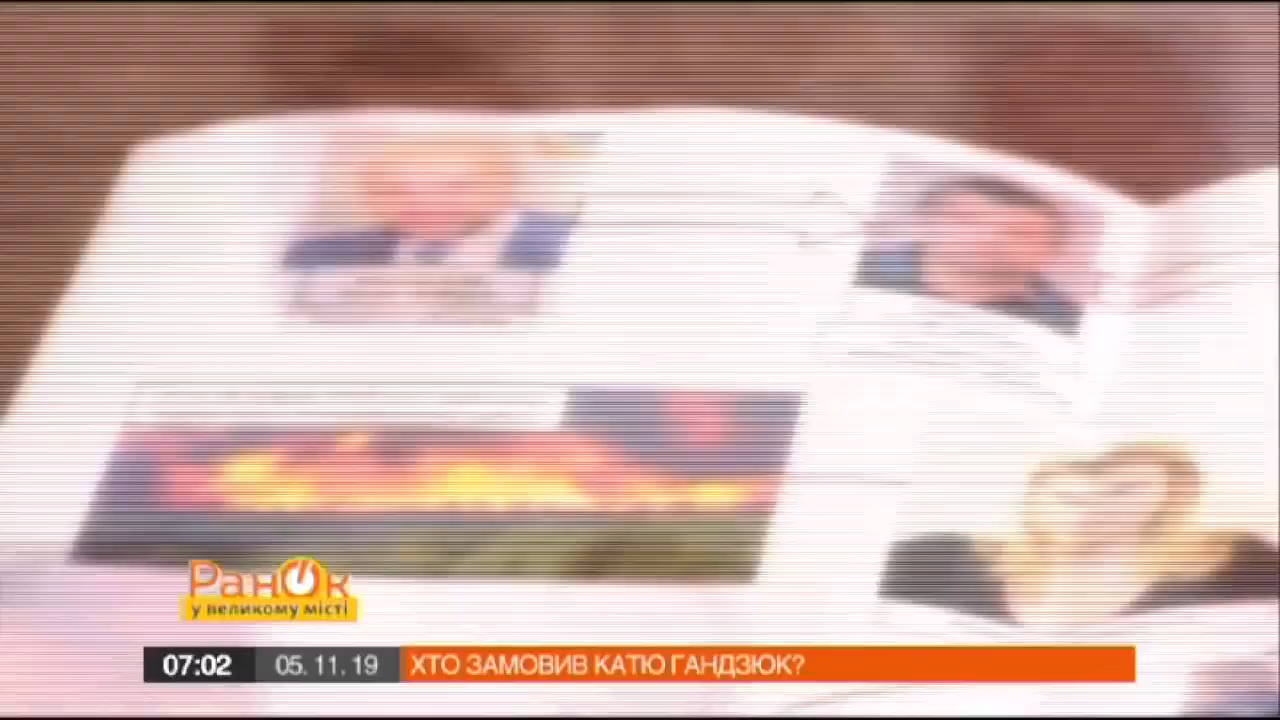 Ранок
у великому місті
07:02 05.11.19 ХТО ЗАМОВИВ КАТЮ ГАНДЗЮК?